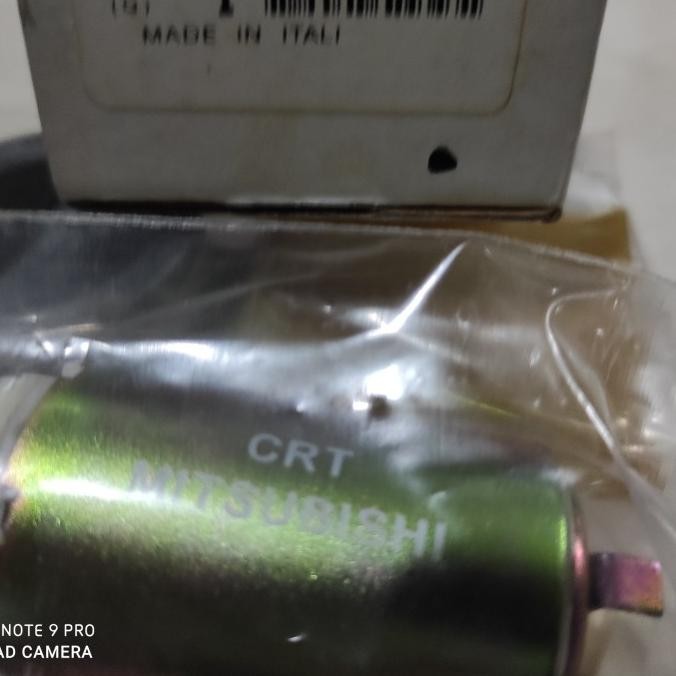 MADE IN ITALI
CRT
MITSUBISHI
NOTE 9 PRO
AD CAMERA